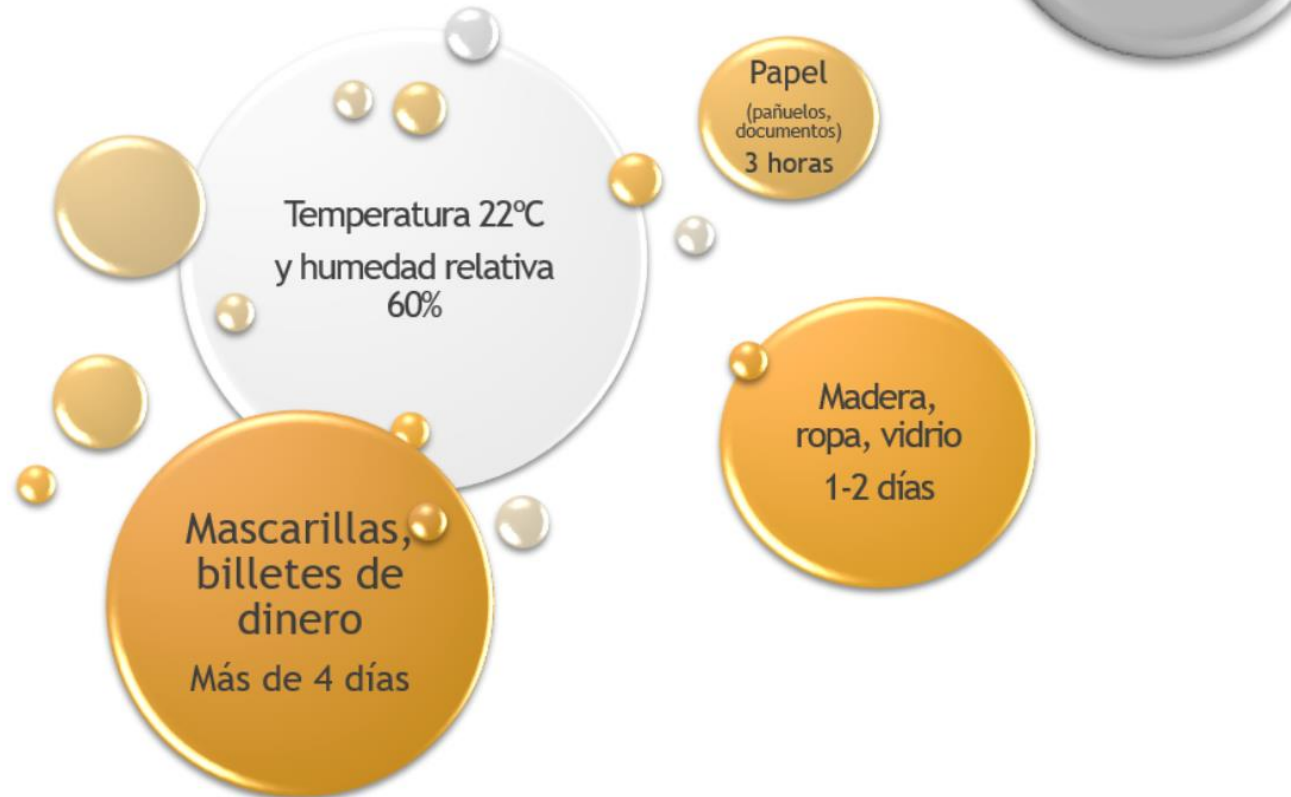 Temperatura 22ºC
y humedad relativa
60%
Papel
(pañuelos,
documentos)
3 horas
Madera,
ropa, vidrio
1-2 días
Mascarillas,
billetes de
dinero
Más de 4 días